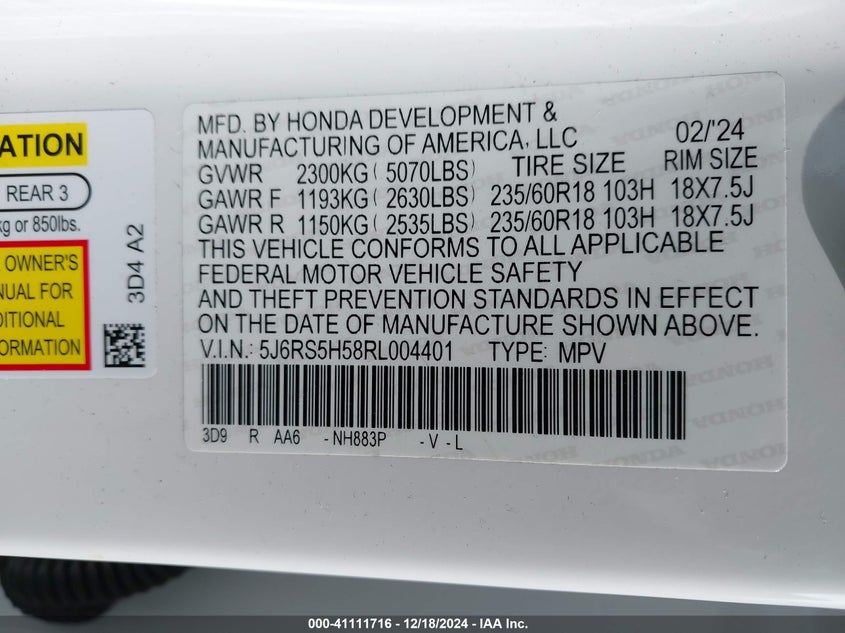 ATION
REAR 3
kg or 850lbs.
OWNER'S
NUAL FOR
DITIONAL
FORMATION
3D4 A2
MFD. BY HONDA DEVELOPMENT &
MANUFACTURING OF AMERICA, LLC 02/'24
GVWR 2300KG ( 5070LBS) TIRE SIZE RIM SIZE
GAWR F 1193KG ( 2630LBS) 235/60R18 103H 18X7.5J
GAWR R 1150KG ( 2535LBS) 235/60R18 103H 18X7.5J
THIS VEHICLE CONFORMS TO ALL APPLICABLE
FEDERAL MOTOR VEHICLE SAFETY
AND THEFT PREVENTION STANDARDS IN EFFECT
ON THE DATE OF MANUFACTURE SHOWN ABOVE.
V.I.N.: 5J6RS5H58RL004401 TYPE: MPV
3D9 R AA6 - NH883P - V - L
000-41111716 - 12/18/2024 - IAA Inc.